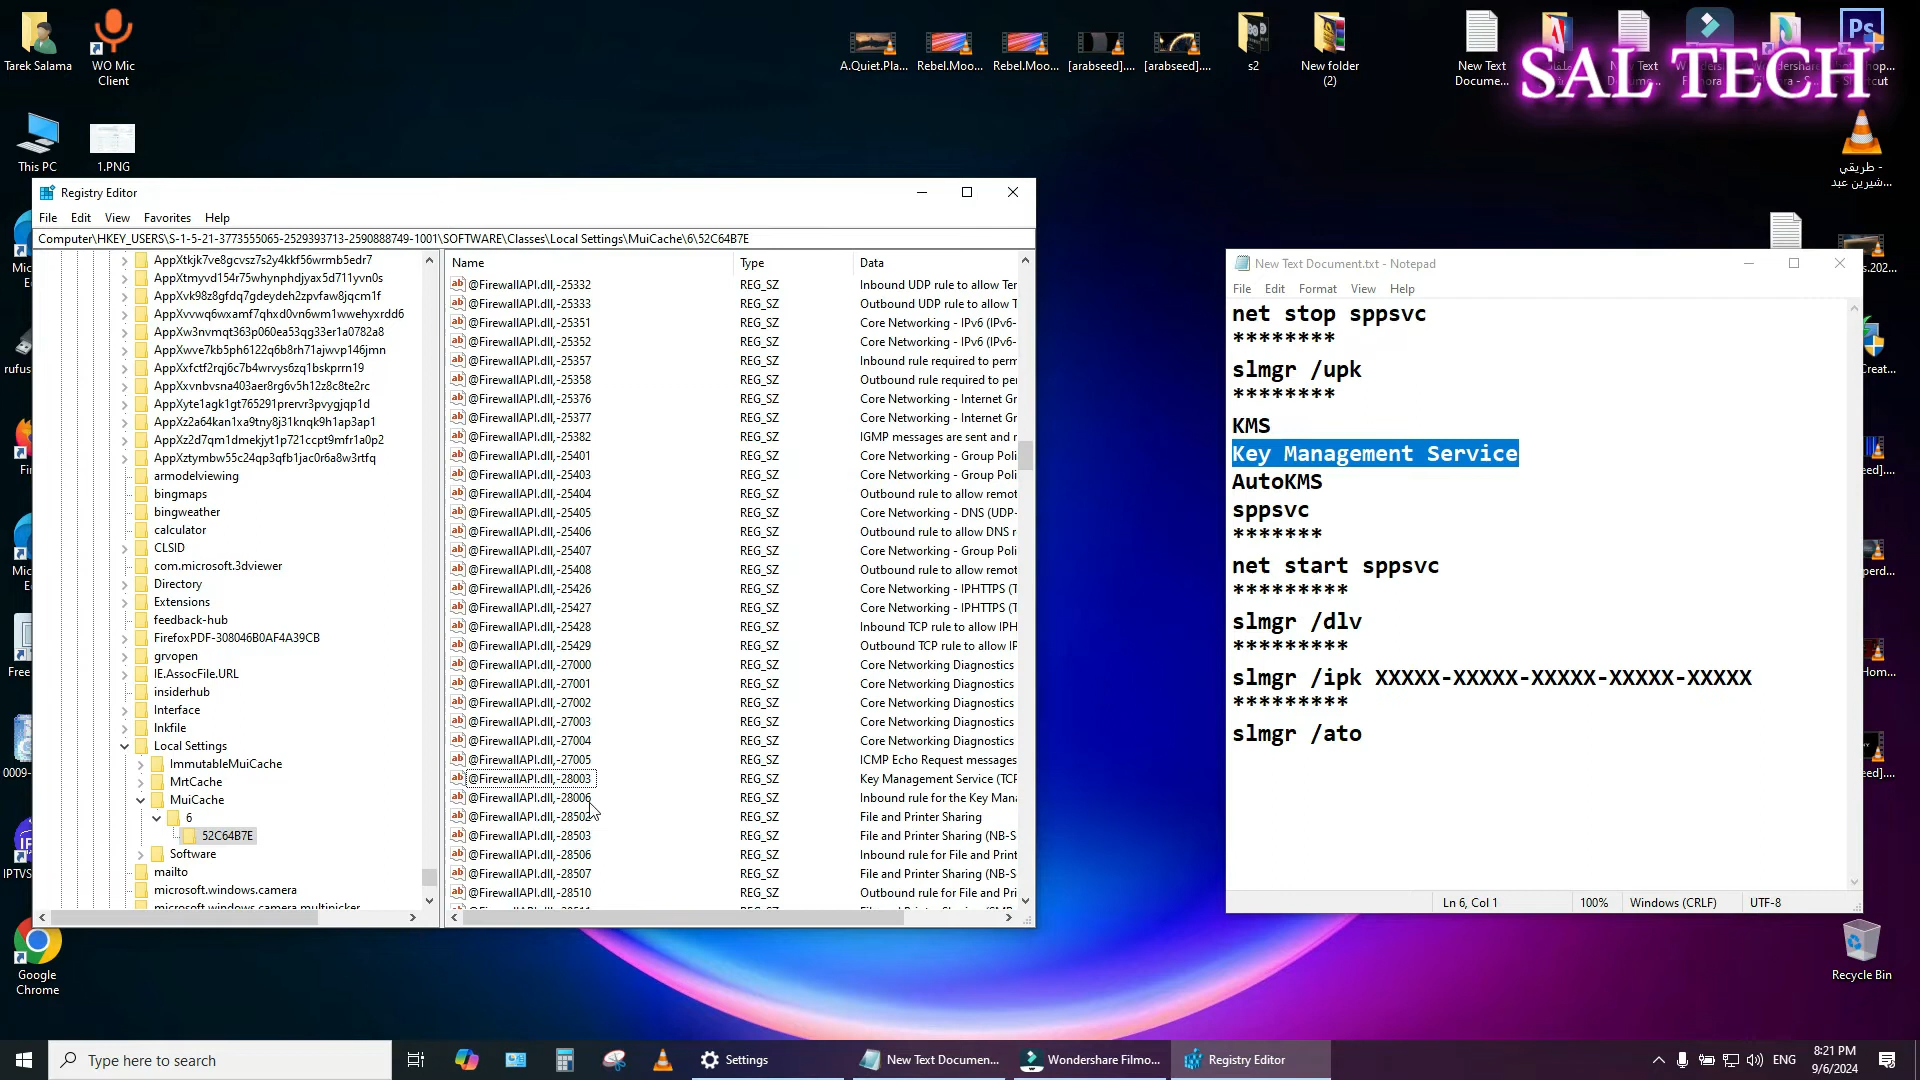 Tarek Salama
WO Mic
Client
A.Quiet.Pla...
Rebel.Moo...
Rebel.Moo...
[arabseed]....
[arabseed]....
s2
New folder
(2)
New Text
Docume...
SAL TECH
This PC
1.PNG
طريقي -
شيرين عبد...
Registry Editor
File Edit View Favorites Help
Computer\HKEY_USERS\S-1-5-21-3773555065-2529393713-2590888749-1001\SOFTWARE\Classes\Local Settings\MuiCache\6\52C64B7E
AppXtkjk7ve8gcvsz7s2y4kkf56wrmb5edr7
AppXtmyvd154r75whynphdjyax5d711yvn0s
AppXvk98z8gfdq7gdeydeh2zpvfaw8jqcm1f
AppXvvwq6wxamf7qhxd0vn6wm1wwehyxrdd6
AppXw3nvmqt363p060ea53qg33er1a0782a8
AppXwve7kb5ph6122q6b8rh71ajwvp146jmn
AppXxfctf2rqj6c7b4wrvys6zq1bskprrn19
AppXxvnbvsna403aer8rg6v5h12z8c8te2rc
AppXyte1agk1gt765291prervr3pvygjqp1d
AppXz2a64kan1xa9tny8j31knqk9h1ap3ap1
AppXz2d7qm1dmekjyt1p721ccpt9mfr1a0p2
AppXztymbw55c24qp3qfb1jac0r6a8w3rtfq
armodelviewing
bingmaps
bingweather
calculator
CLSID
com.microsoft.3dviewer
Directory
Extensions
feedback-hub
FirefoxPDF-308046B0AF4A39CB
grvopen
IE.AssocFile.URL
insiderhub
Interface
lnkfile
Local Settings
ImmutableMuiCache
MrtCache
MuiCache
6
52C64B7E
Software
mailto
microsoft.windows.camera
microsoft.windows.camera.multipicker
Name Type Data
@FirewallAPI.dll,-25332 REG_SZ Inbound UDP rule to allow Ter
@FirewallAPI.dll,-25333 REG_SZ Outbound UDP rule to allow T
@FirewallAPI.dll,-25351 REG_SZ Core Networking - IPv6 (IPv6-
@FirewallAPI.dll,-25352 REG_SZ Core Networking - IPv6 (IPv6-
@FirewallAPI.dll,-25357 REG_SZ Inbound rule required to perm
@FirewallAPI.dll,-25358 REG_SZ Outbound rule required to per
@FirewallAPI.dll,-25376 REG_SZ Core Networking - Internet Gr
@FirewallAPI.dll,-25377 REG_SZ Core Networking - Internet Gr
@FirewallAPI.dll,-25382 REG_SZ IGMP messages are sent and r
@FirewallAPI.dll,-25401 REG_SZ Core Networking - Group Poli
@FirewallAPI.dll,-25403 REG_SZ Core Networking - Group Poli
@FirewallAPI.dll,-25404 REG_SZ Outbound rule to allow remot
@FirewallAPI.dll,-25405 REG_SZ Core Networking - DNS (UDP-
@FirewallAPI.dll,-25406 REG_SZ Outbound rule to allow DNS r
@FirewallAPI.dll,-25407 REG_SZ Core Networking - Group Poli
@FirewallAPI.dll,-25408 REG_SZ Outbound rule to allow remot
@FirewallAPI.dll,-25426 REG_SZ Core Networking - IPHTTPS (T
@FirewallAPI.dll,-25427 REG_SZ Core Networking - IPHTTPS (T
@FirewallAPI.dll,-25428 REG_SZ Inbound TCP rule to allow IPH
@FirewallAPI.dll,-25429 REG_SZ Outbound TCP rule to allow IP
@FirewallAPI.dll,-27000 REG_SZ Core Networking Diagnostics
@FirewallAPI.dll,-27001 REG_SZ Core Networking Diagnostics
@FirewallAPI.dll,-27002 REG_SZ Core Networking Diagnostics
@FirewallAPI.dll,-27003 REG_SZ Core Networking Diagnostics
@FirewallAPI.dll,-27004 REG_SZ Core Networking Diagnostics
@FirewallAPI.dll,-27005 REG_SZ ICMP Echo Request messages
@FirewallAPI.dll,-28003 REG_SZ Key Management Service (TCP
@FirewallAPI.dll,-28006 REG_SZ Inbound rule for the Key Mana
@FirewallAPI.dll,-28502 REG_SZ File and Printer Sharing
@FirewallAPI.dll,-28503 REG_SZ File and Printer Sharing (NB-S
@FirewallAPI.dll,-28506 REG_SZ Inbound rule for File and Print
@FirewallAPI.dll,-28507 REG_SZ File and Printer Sharing (NB-S
@FirewallAPI.dll,-28510 REG_SZ Outbound rule for File and Pri
New Text Document.txt - Notepad
File Edit Format View Help
net stop sppsvc
********
slmgr /upk
********
KMS
Key Management Service
AutoKMS
sppsvc
*******
net start sppsvc
*********
slmgr /dlv
*********
slmgr /ipk XXXXX-XXXXX-XXXXX-XXXXX-XXXXX
*********
slmgr /ato
Ln 6, Col 1 100% Windows (CRLF) UTF-8
Google
Chrome
Recycle Bin
Type here to search
Settings
New Text Documen...
Wondershare Filmo...
Registry Editor
ENG
8:21 PM
9/6/2024